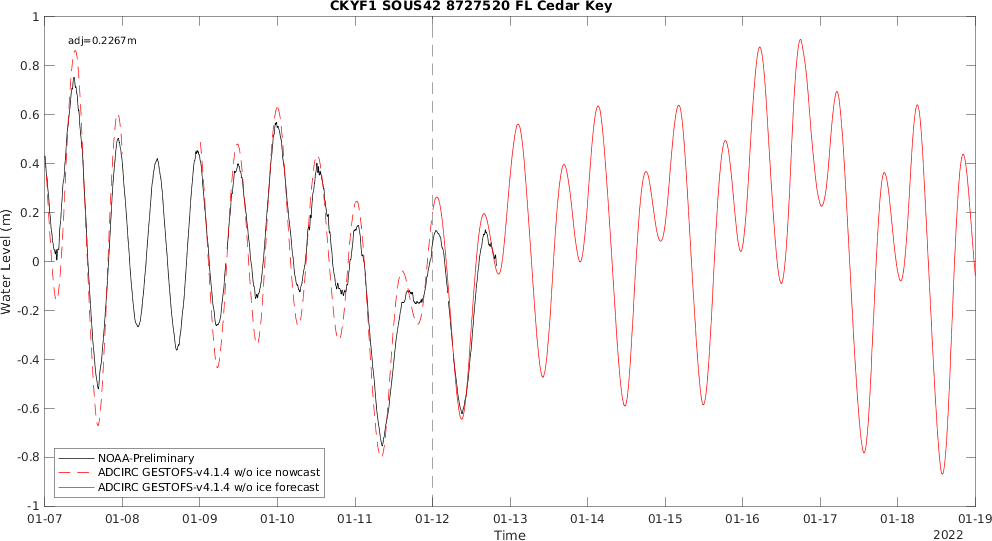 CKYF1 SOUS42 8727520 FL Cedar Key
adj=0.2267m
1
0.8
0.6
0.4
0.2
0
-0.2
-0.4
-0.6
-0.8
-1
Water Level (m)
NOAA-Preliminary
ADCIRC GESTOFS-v4.1.4 w/o ice nowcast
ADCIRC GESTOFS-v4.1.4 w/o ice forecast
01-07 01-08 01-09 01-10 01-11 01-12 01-13 01-14 01-15 01-16 01-17 01-18 01-19
Time
2022